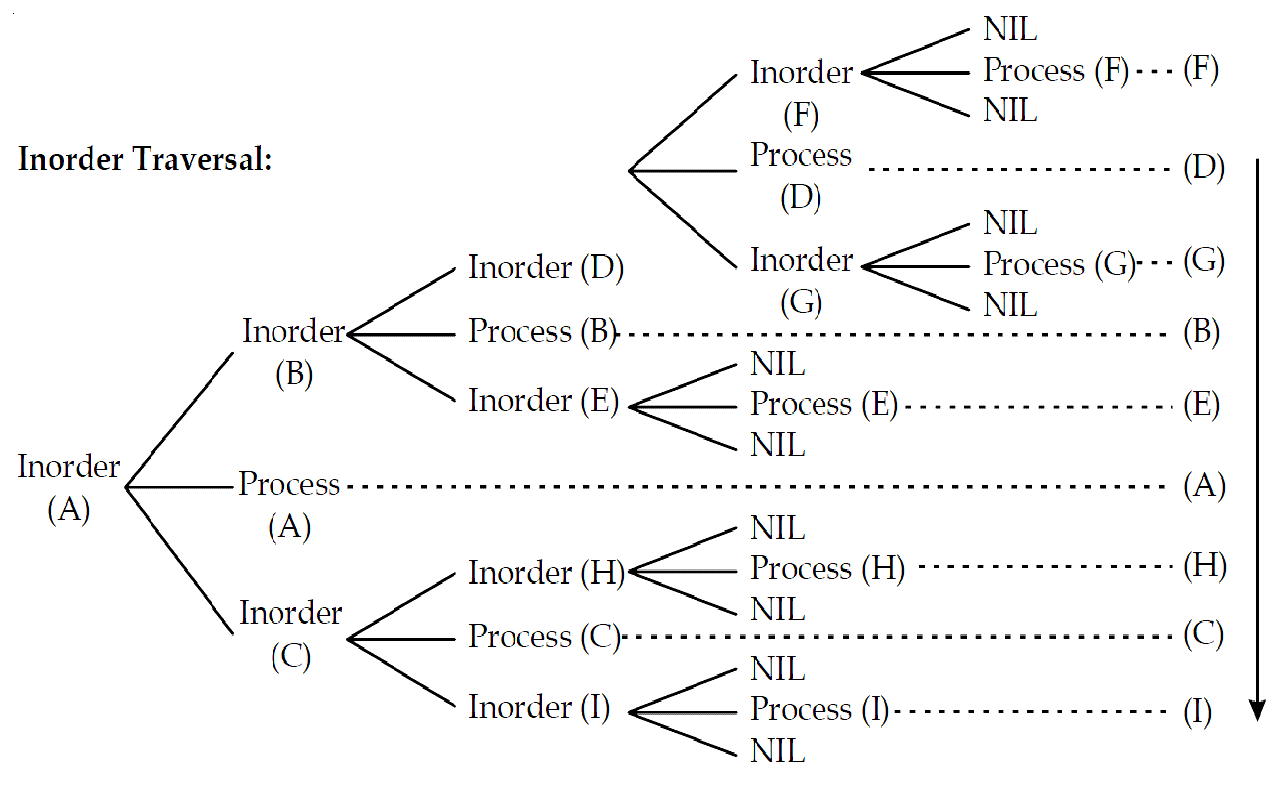 NIL
Inorder
(F)
Process (F)
(F)
NIL
Inorder Traversal:
Process
(D)
(D)
NIL
Inorder
(G)
Process (G)
(G)
NIL
Inorder (D)
Inorder
(B)
Process (B)
(B)
NIL
Inorder (E)
Process (E)
(E)
NIL
Inorder
(A)
Process
(A)
(A)
NIL
Inorder (H)
Process (H)
(H)
NIL
Inorder
(C)
Process (C)
(C)
NIL
Inorder (I)
Process (I)
(I)
NIL